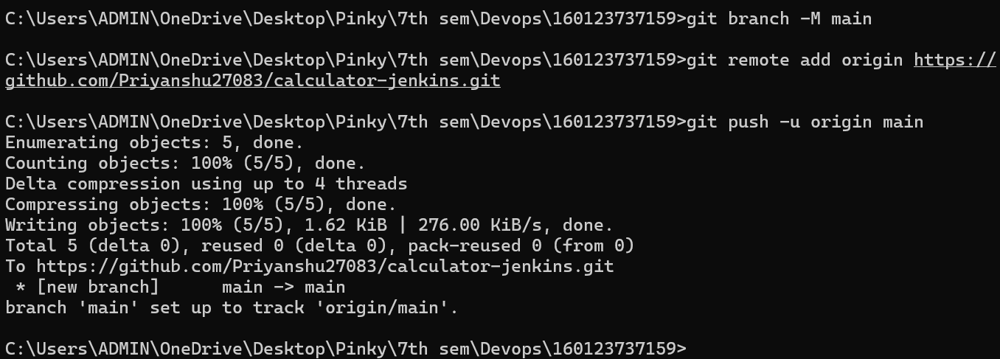 C:\Users\ADMIN\OneDrive\Desktop\Pinky\7th sem\Devops\160123737159>git branch -M main
C:\Users\ADMIN\OneDrive\Desktop\Pinky\7th sem\Devops\160123737159>git remote add origin https://
github.com/Priyanshu27083/calculator-jenkins.git
C:\Users\ADMIN\OneDrive\Desktop\Pinky\7th sem\Devops\160123737159>git push -u origin main
Enumerating objects: 5, done.
Counting objects: 100% (5/5), done.
Delta compression using up to 4 threads
Compressing objects: 100% (5/5), done.
Writing objects: 100% (5/5), 1.62 KiB | 276.00 KiB/s, done.
Total 5 (delta 0), reused 0 (delta 0), pack-reused 0 (from 0)
To https://github.com/Priyanshu27083/calculator-jenkins.git
 * [new branch]      main -> main
branch 'main' set up to track 'origin/main'.
C:\Users\ADMIN\OneDrive\Desktop\Pinky\7th sem\Devops\160123737159>